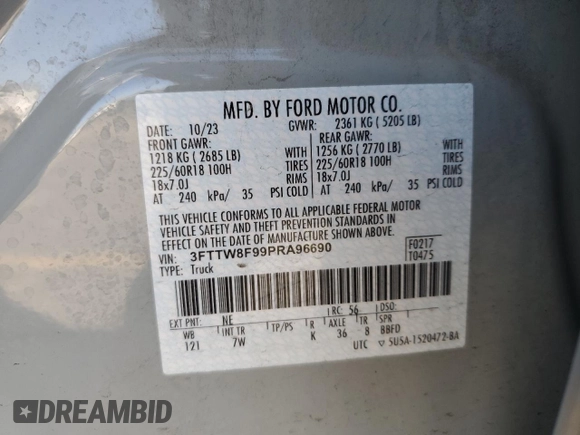 MFD. BY FORD MOTOR CO.
DATE: 10/23 GVWR: 2361 KG ( 5205 LB)
FRONT GAWR: REAR GAWR:
1218 KG ( 2685 LB) WITH 1256 KG ( 2770 LB) WITH
225/60R18 100H TIRES 225/60R18 100H TIRES
18x7.0J RIMS 18x7.0J RIMS
AT 240 kPa/ 35 PSI COLD AT 240 kPa/ 35 PSI COLD
THIS VEHICLE CONFORMS TO ALL APPLICABLE FEDERAL MOTOR
VEHICLE SAFETY AND THEFT PREVENTION STANDARDS IN
EFFECT ON THE DATE OF MANUFACTURE SHOWN ABOVE.
VIN: 3FTTW8F99PRA96690 F0217
TYPE: Truck T0475
EXT PNT: NE RC: 56 DSO:
WB INT TR TP/PS R AXLE TR SPR
121 7W K 36 8 BBFD
UTC ▽ 5U5A-1520472-BA
DREAMBID